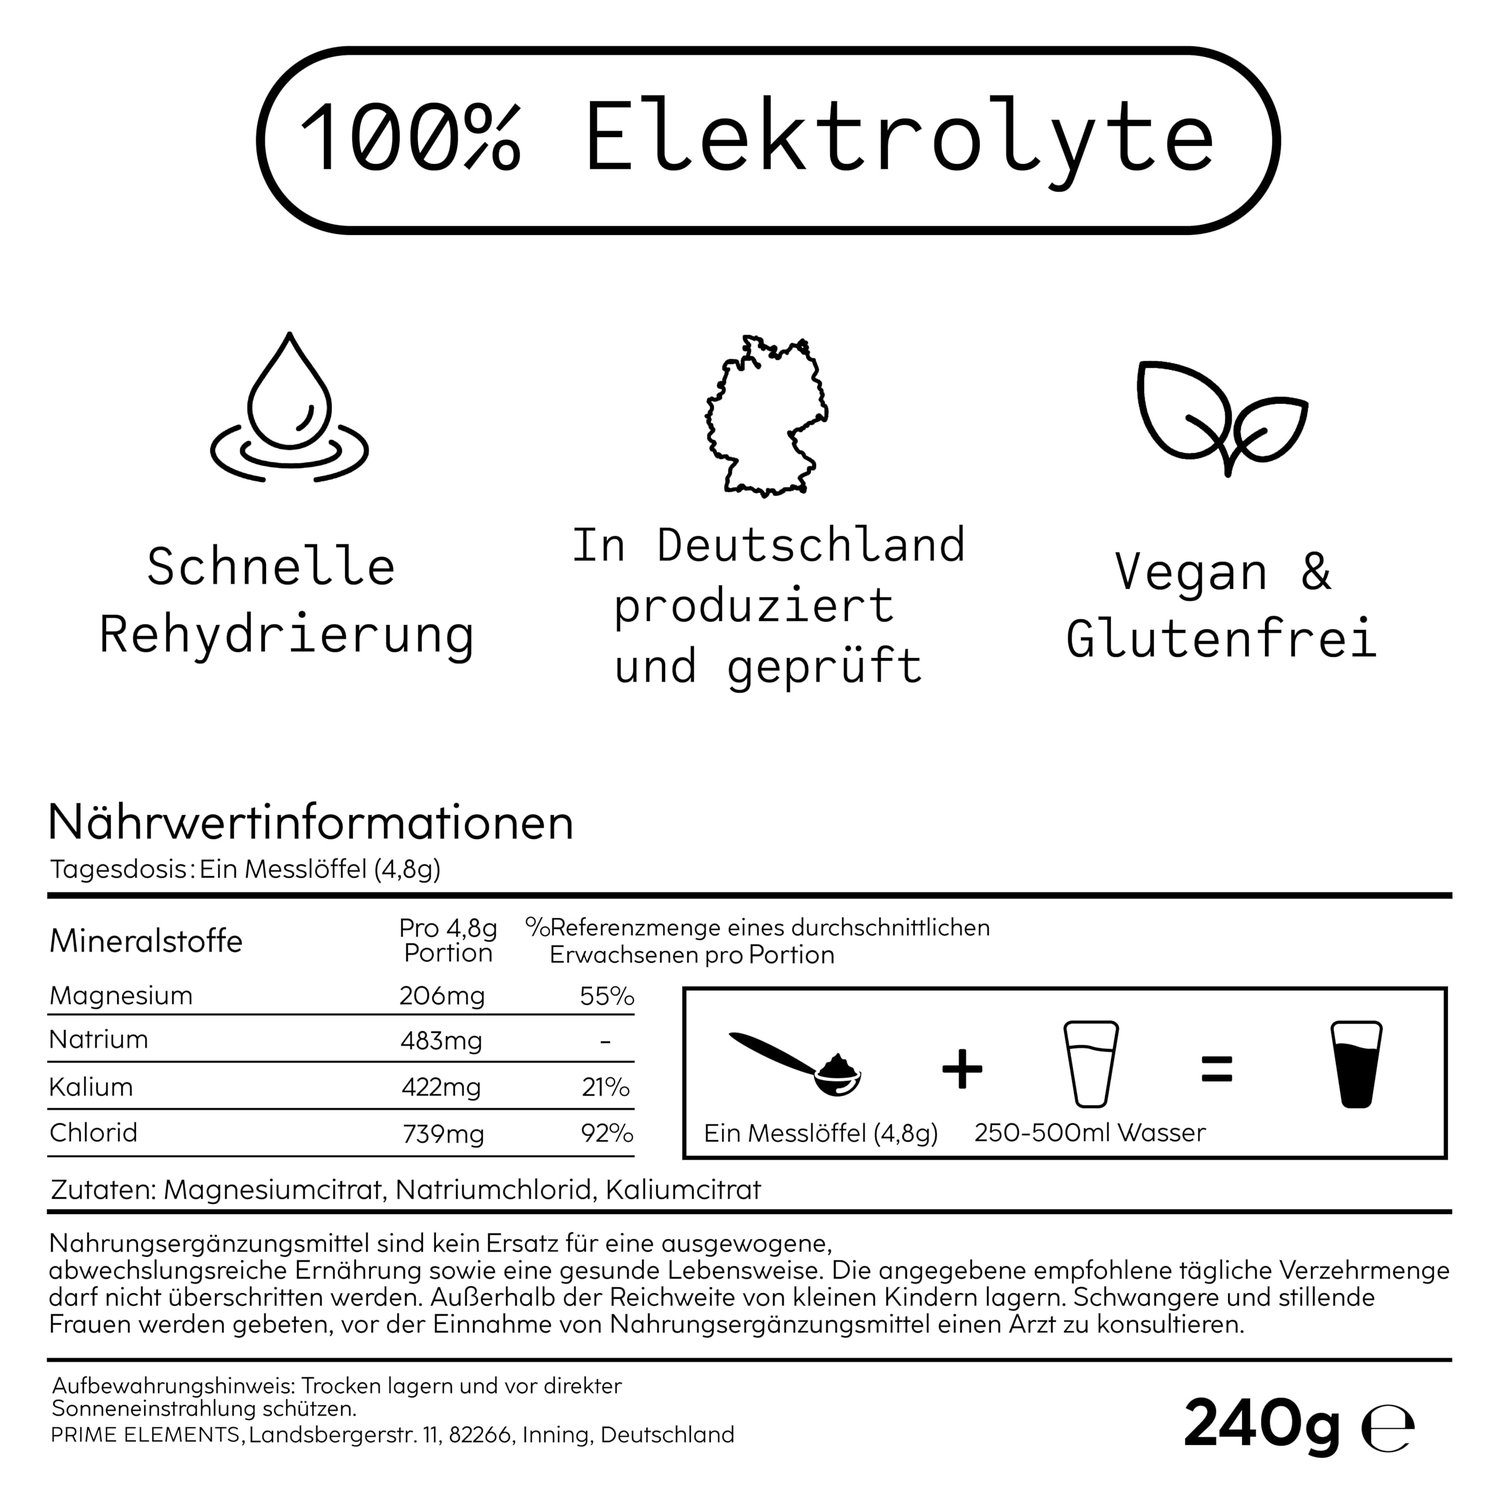 100% Elektrolyte
Schnelle
Rehydrierung
In Deutschland
produziert
und geprüft
Vegan &
Glutenfrei
Nährwertinformationen
Tagesdosis: Ein Messlöffel (4,8g)
Mineralstoffe
Pro 4,8g
Portion
%Referenzmenge eines durchschnittlichen
Erwachsenen pro Portion
Magnesium 206mg 55%
Natrium 483mg -
Kalium 422mg 21%
Chlorid 739mg 92%
+ =
Ein Messlöffel (4,8g) 250-500ml Wasser
Zutaten: Magnesiumcitrat, Natriumchlorid, Kaliumcitrat
Nahrungsergänzungsmittel sind kein Ersatz für eine ausgewogene,
abwechslungsreiche Ernährung sowie eine gesunde Lebensweise. Die angegebene empfohlene tägliche Verzehrmenge
darf nicht überschritten werden. Außerhalb der Reichweite von kleinen Kindern lagern. Schwangere und stillende
Frauen werden gebeten, vor der Einnahme von Nahrungsergänzungsmittel einen Arzt zu konsultieren.
Aufbewahrungshinweis: Trocken lagern und vor direkter
Sonneneinstrahlung schützen.
PRIME ELEMENTS, Landsbergerstr. 11, 82266, Inning, Deutschland
240g ℮